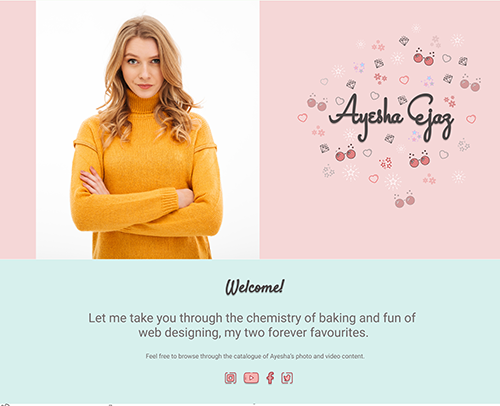 Ayesha Ejaz
Welcome!
Let me take you through the chemistry of baking and fun of
web designing, my two forever favourites.
Feel free to browse through the catalogue of Ayesha's photo and video content.